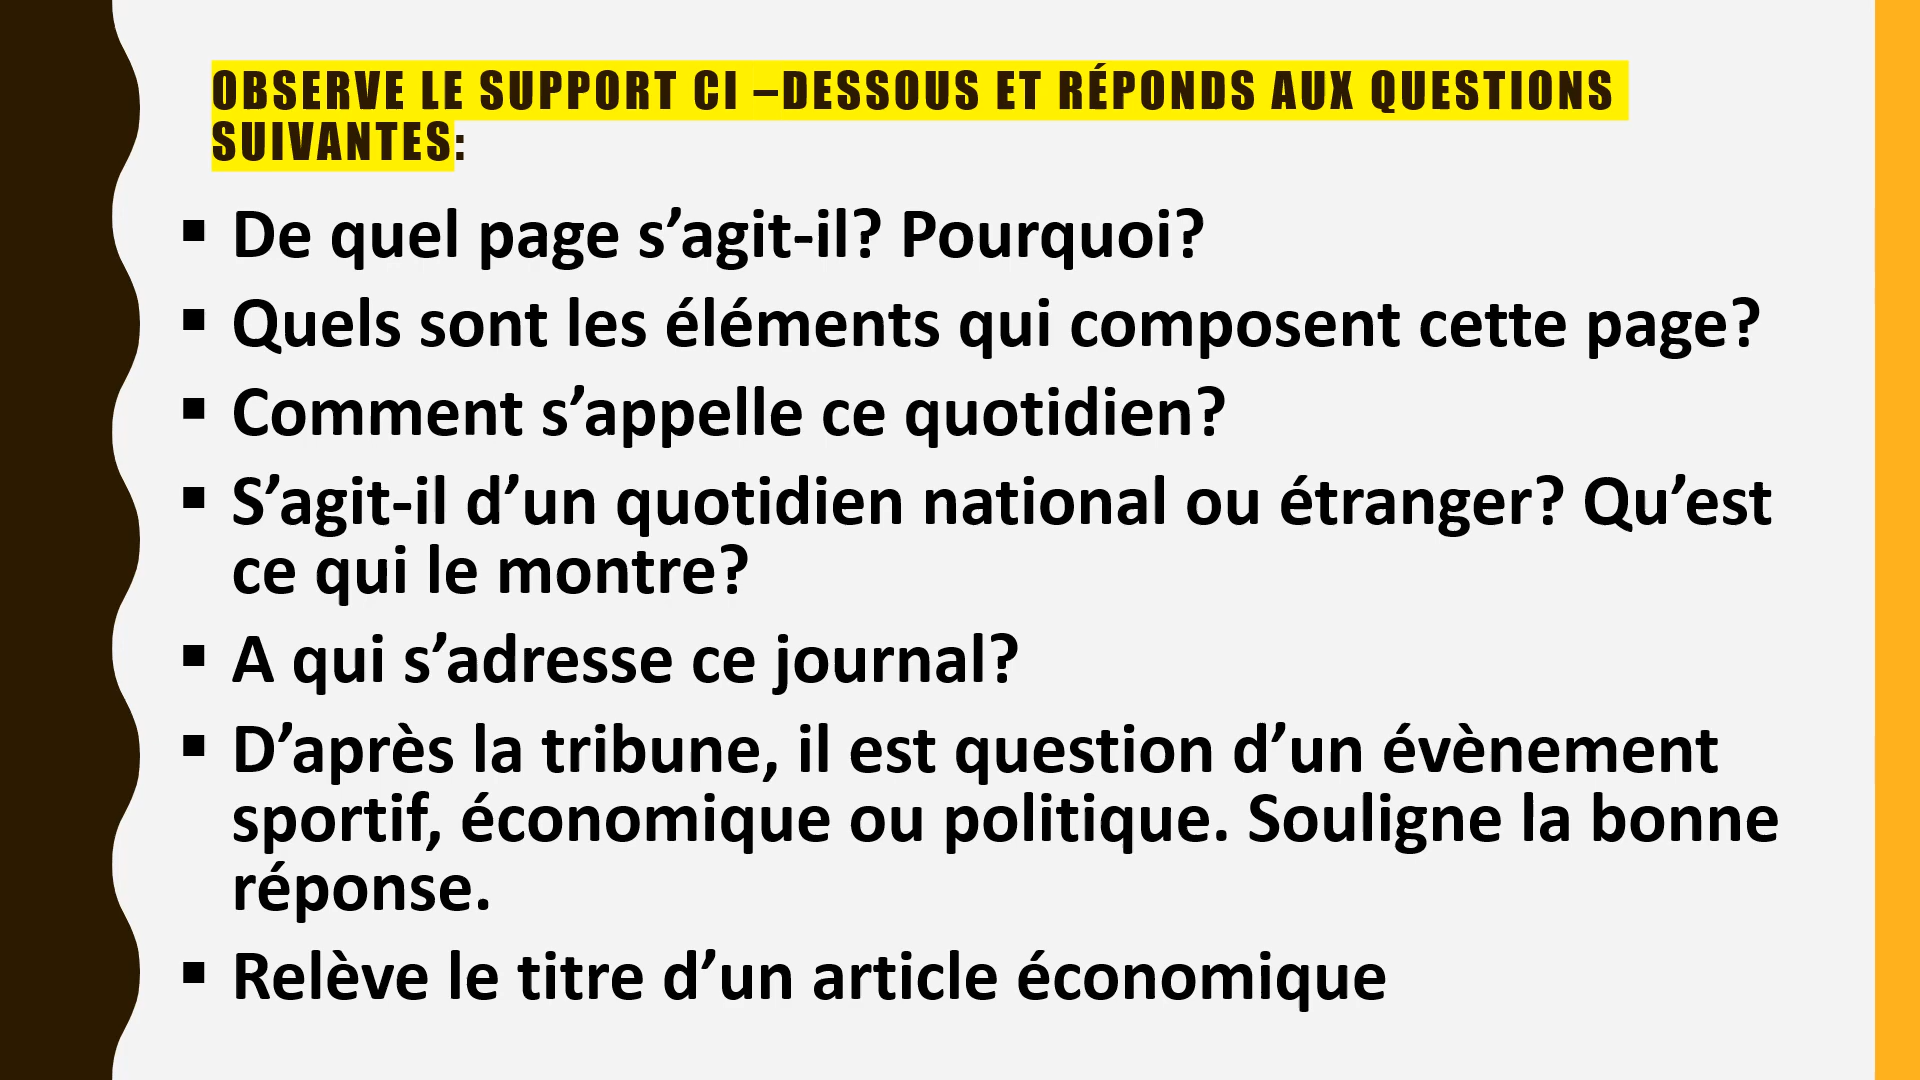 OBSERVE LE SUPPORT CI –DESSOUS ET RÉPONDS AUX QUESTIONS
SUIVANTES:
▪ De quel page s’agit-il? Pourquoi?
▪ Quels sont les éléments qui composent cette page?
▪ Comment s’appelle ce quotidien?
▪ S’agit-il d’un quotidien national ou étranger? Qu’est
ce qui le montre?
▪ A qui s’adresse ce journal?
▪ D’après la tribune, il est question d’un évènement
sportif, économique ou politique. Souligne la bonne
réponse.
▪ Relève le titre d’un article économique